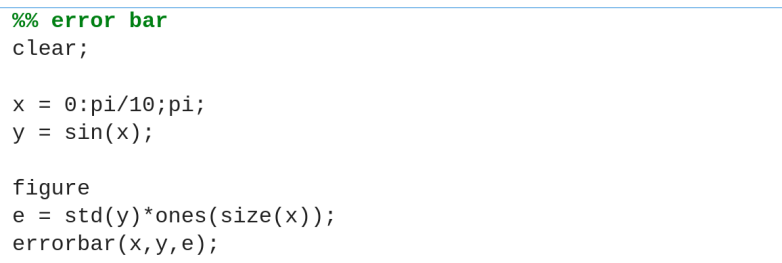 %% error bar
clear;
x = 0:pi/10;pi;
y = sin(x);
figure
e = std(y)*ones(size(x));
errorbar(x,y,e);